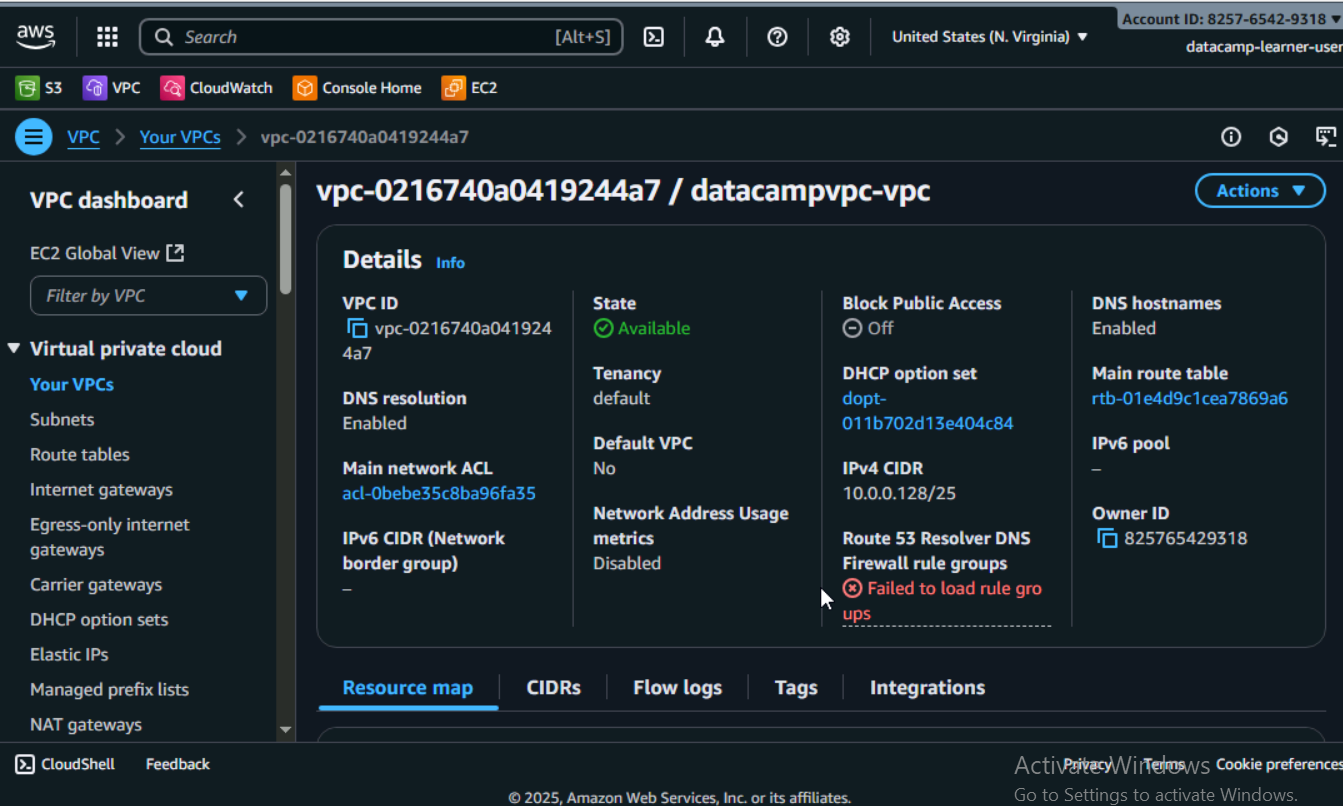 aws
Search [Alt+S]
United States (N. Virginia)
Account ID: 8257-6542-9318
datacamp-learner-user
S3 VPC CloudWatch Console Home EC2
VPC > Your VPCs > vpc-0216740a0419244a7
VPC dashboard
EC2 Global View
Filter by VPC
Virtual private cloud
Your VPCs
Subnets
Route tables
Internet gateways
Egress-only internet
gateways
Carrier gateways
DHCP option sets
Elastic IPs
Managed prefix lists
NAT gateways
vpc-0216740a0419244a7 / datacampvpc-vpc
Actions
Details Info
VPC ID
vpc-0216740a041924
4a7
DNS resolution
Enabled
Main network ACL
acl-0bebe35c8ba96fa35
IPv6 CIDR (Network
border group)
–
State
Available
Tenancy
default
Default VPC
No
Network Address Usage
metrics
Disabled
Block Public Access
Off
DHCP option set
dopt-
011b702d13e404c84
IPv4 CIDR
10.0.0.128/25
Route 53 Resolver DNS
Firewall rule groups
Failed to load rule gro
ups
DNS hostnames
Enabled
Main route table
rtb-01e4d9c1cea7869a6
IPv6 pool
–
Owner ID
825765429318
Resource map CIDRs Flow logs Tags Integrations
CloudShell Feedback
Privacy Terms Cookie preferences
Activate Windows
Go to Settings to activate Windows.
© 2025, Amazon Web Services, Inc. or its affiliates.